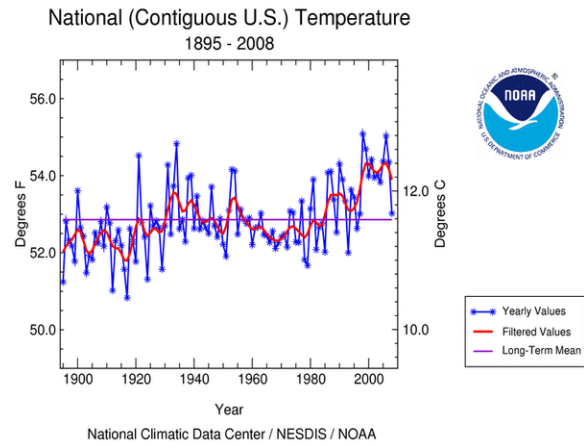 National (Contiguous U.S.) Temperature
1895 - 2008
56.0
54.0
52.0
50.0
Degrees F
12.0
10.0
Degrees C
1900
1920
1940
1960
1980
2000
Year
National Climatic Data Center / NESDIS / NOAA
NATIONAL OCEANIC AND ATMOSPHERIC ADMINISTRATION
NOAA
U.S. DEPARTMENT OF COMMERCE
®
Yearly Values
Filtered Values
Long-Term Mean